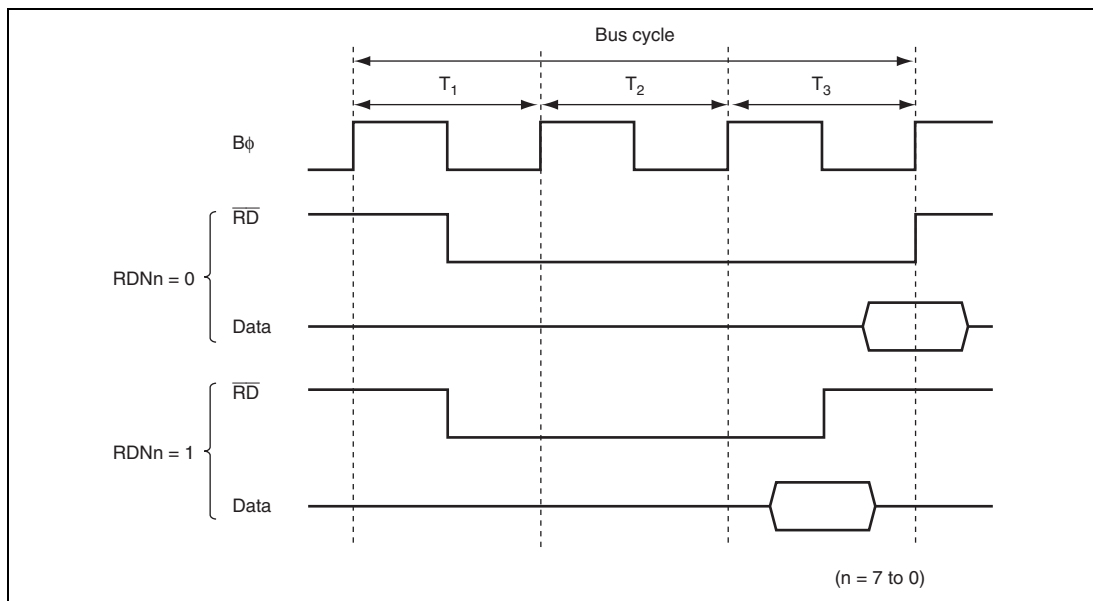 Bus cycle
T1 T2 T3
Bϕ
RD
RDNn = 0
Data
RD
RDNn = 1
Data
(n = 7 to 0)